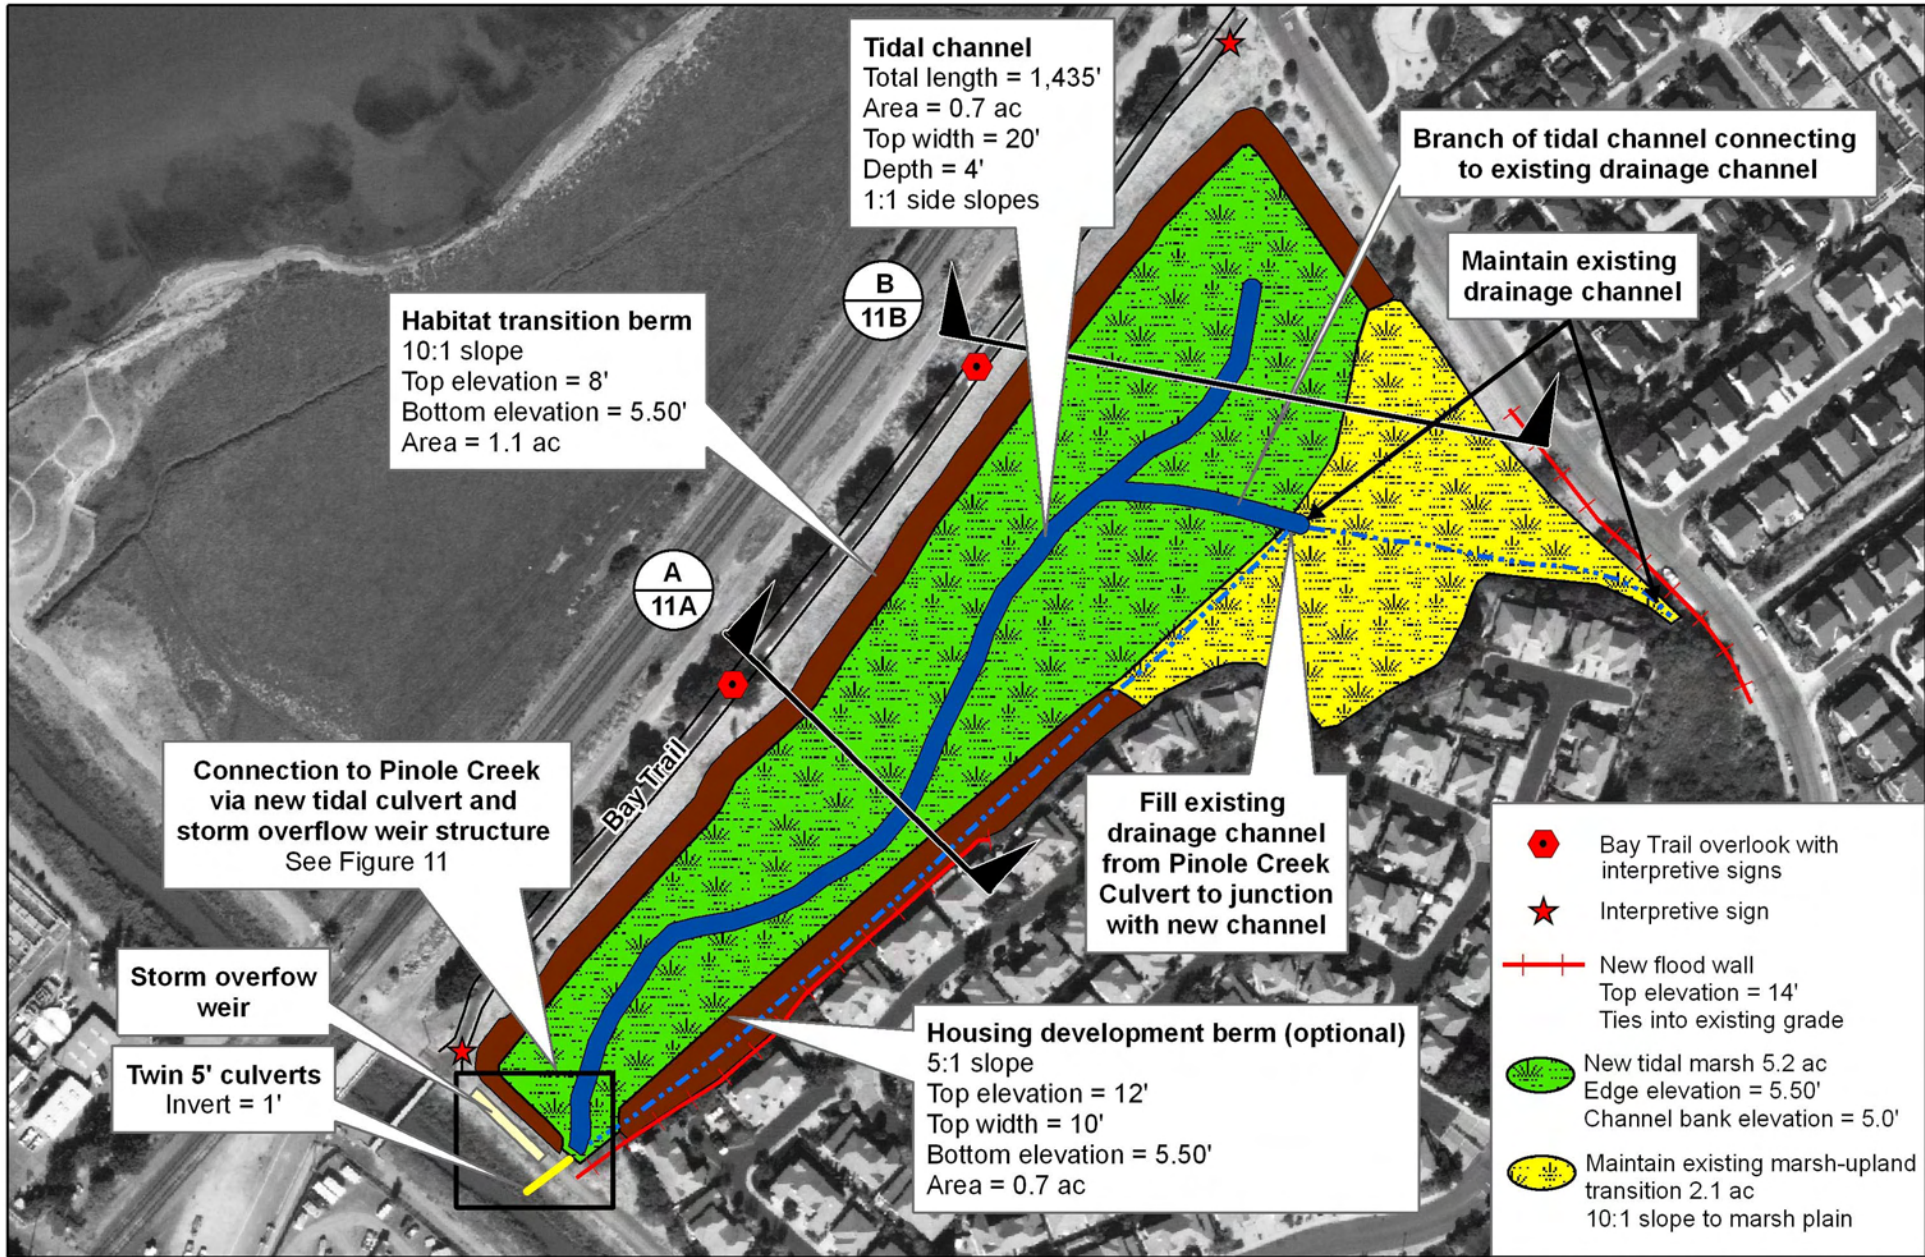 Tidal channel
Total length = 1,435'
Area = 0.7 ac
Top width = 20'
Depth = 4'
1:1 side slopes
Branch of tidal channel connecting
to existing drainage channel
Maintain existing
drainage channel
B
11B
Habitat transition berm
10:1 slope
Top elevation = 8'
Bottom elevation = 5.50'
Area = 1.1 ac
A
11A
Bay Trail
Connection to Pinole Creek
via new tidal culvert and
storm overflow weir structure
See Figure 11
Fill existing
drainage channel
from Pinole Creek
Culvert to junction
with new channel
Storm overfow
weir
Twin 5' culverts
Invert = 1'
Housing development berm (optional)
5:1 slope
Top elevation = 12'
Top width = 10'
Bottom elevation = 5.50'
Area = 0.7 ac
Bay Trail overlook with
interpretive signs
Interpretive sign
New flood wall
Top elevation = 14'
Ties into existing grade
New tidal marsh 5.2 ac
Edge elevation = 5.50'
Channel bank elevation = 5.0'
Maintain existing marsh-upland
transition 2.1 ac
10:1 slope to marsh plain